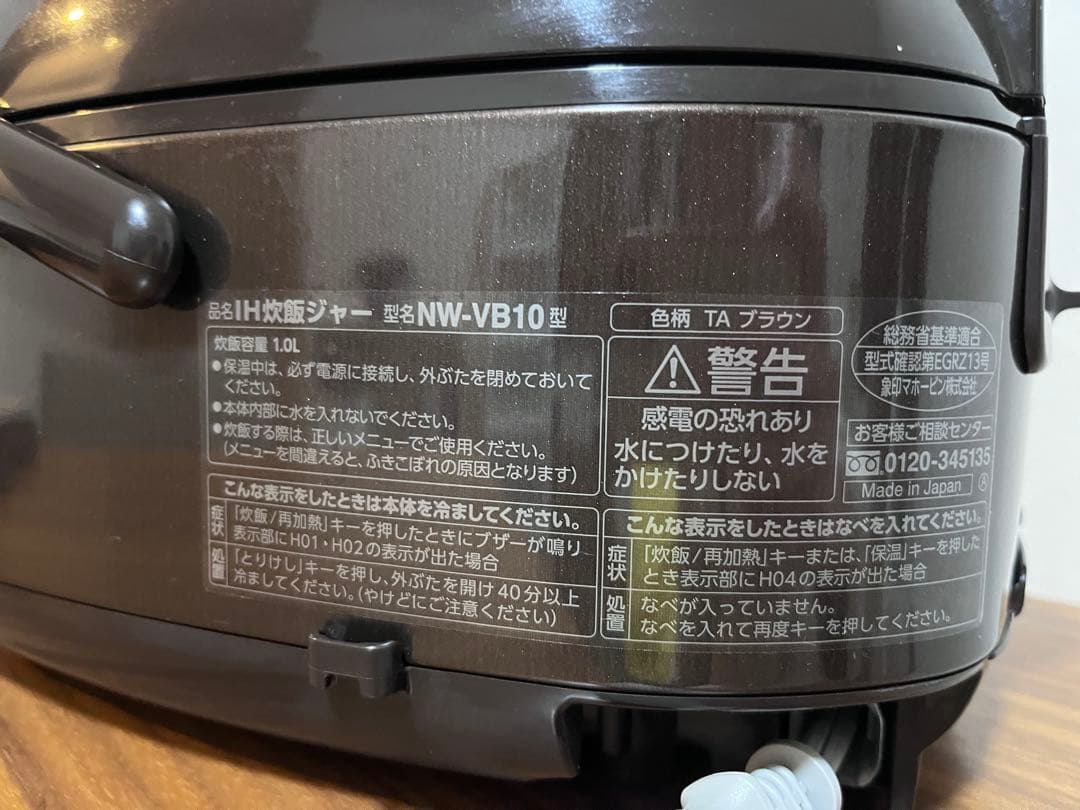 品名 IH炊飯ジャー 型名 NW-VB10 型
炊飯容量 1.0L
●保温中は、必ず電源に接続し、外ぶたを閉めておいて
ください。
●本体内部に水を入れないでください。
●炊飯する際は、正しいメニューでご使用ください。
(メニューを間違えると、ふきこぼれの原因となります)
こんな表示をしたときは本体を冷ましてください。
症状
「炊飯/再加熱」キーを押したときにブザーが鳴り
表示部にH01・H02の表示が出た場合
処置
「とりけし」キーを押し、外ぶたを開け40分以上
冷ましてください。(やけどにご注意ください)
色柄 TA ブラウン
警告
感電の恐れあり
水につけたり、水を
かけたりしない
総務省基準適合
型式確認第EGRZ13号
象印マホービン株式会社
お客様ご相談センター
0120-345135
Made in Japan Ⓐ
こんな表示をしたときはなべを入れてください。
症状
「炊飯/再加熱」キーまたは、「保温」キーを押した
とき表示部にH04の表示が出た場合
処置
なべが入っていません。
なべを入れて再度キーを押してください。